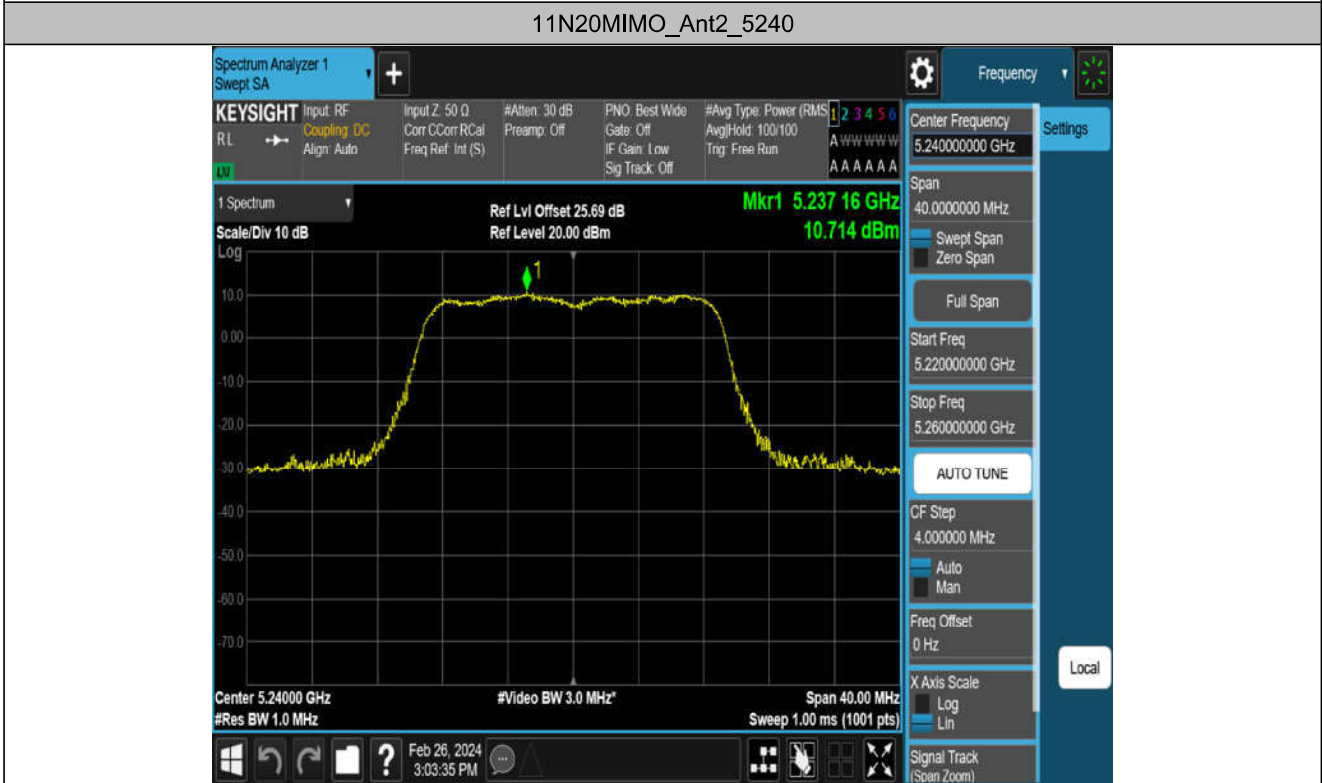 11N20MIMO_Ant2_5240
Spectrum Analyzer 1
Swept SA
+
Frequency
KEYSIGHT
RL
LXI
Input: RF
Coupling: DC
Align: Auto
Input Z: 50 Ω
Corr CCorr RCal
Freq Ref: Int (S)
#Atten: 30 dB
Preamp: Off
PNO: Best Wide
Gate: Off
IF Gain: Low
Sig Track: Off
#Avg Type: Power (RMS
Avg|Hold: 100/100
Trig: Free Run
1 2 3 4 5 6
A W W W W W
A A A A A A
Center Frequency
5.240000000 GHz
Settings
1 Spectrum
Ref Lvl Offset 25.69 dB
Mkr1 5.237 16 GHz
Scale/Div 10 dB
Ref Level 20.00 dBm
10.714 dBm
Log
1
10.0
0.00
-10.0
-20.0
-30.0
-40.0
-50.0
-60.0
-70.0
Center 5.24000 GHz
#Video BW 3.0 MHz*
Span 40.00 MHz
#Res BW 1.0 MHz
Sweep 1.00 ms (1001 pts)
Span
40.0000000 MHz
Swept Span
Zero Span
Full Span
Start Freq
5.220000000 GHz
Stop Freq
5.260000000 GHz
AUTO TUNE
CF Step
4.000000 MHz
Auto
Man
Freq Offset
0 Hz
X Axis Scale
Log
Lin
Local
Signal Track
(Span Zoom)
?
Feb 26, 2024
3:03:35 PM